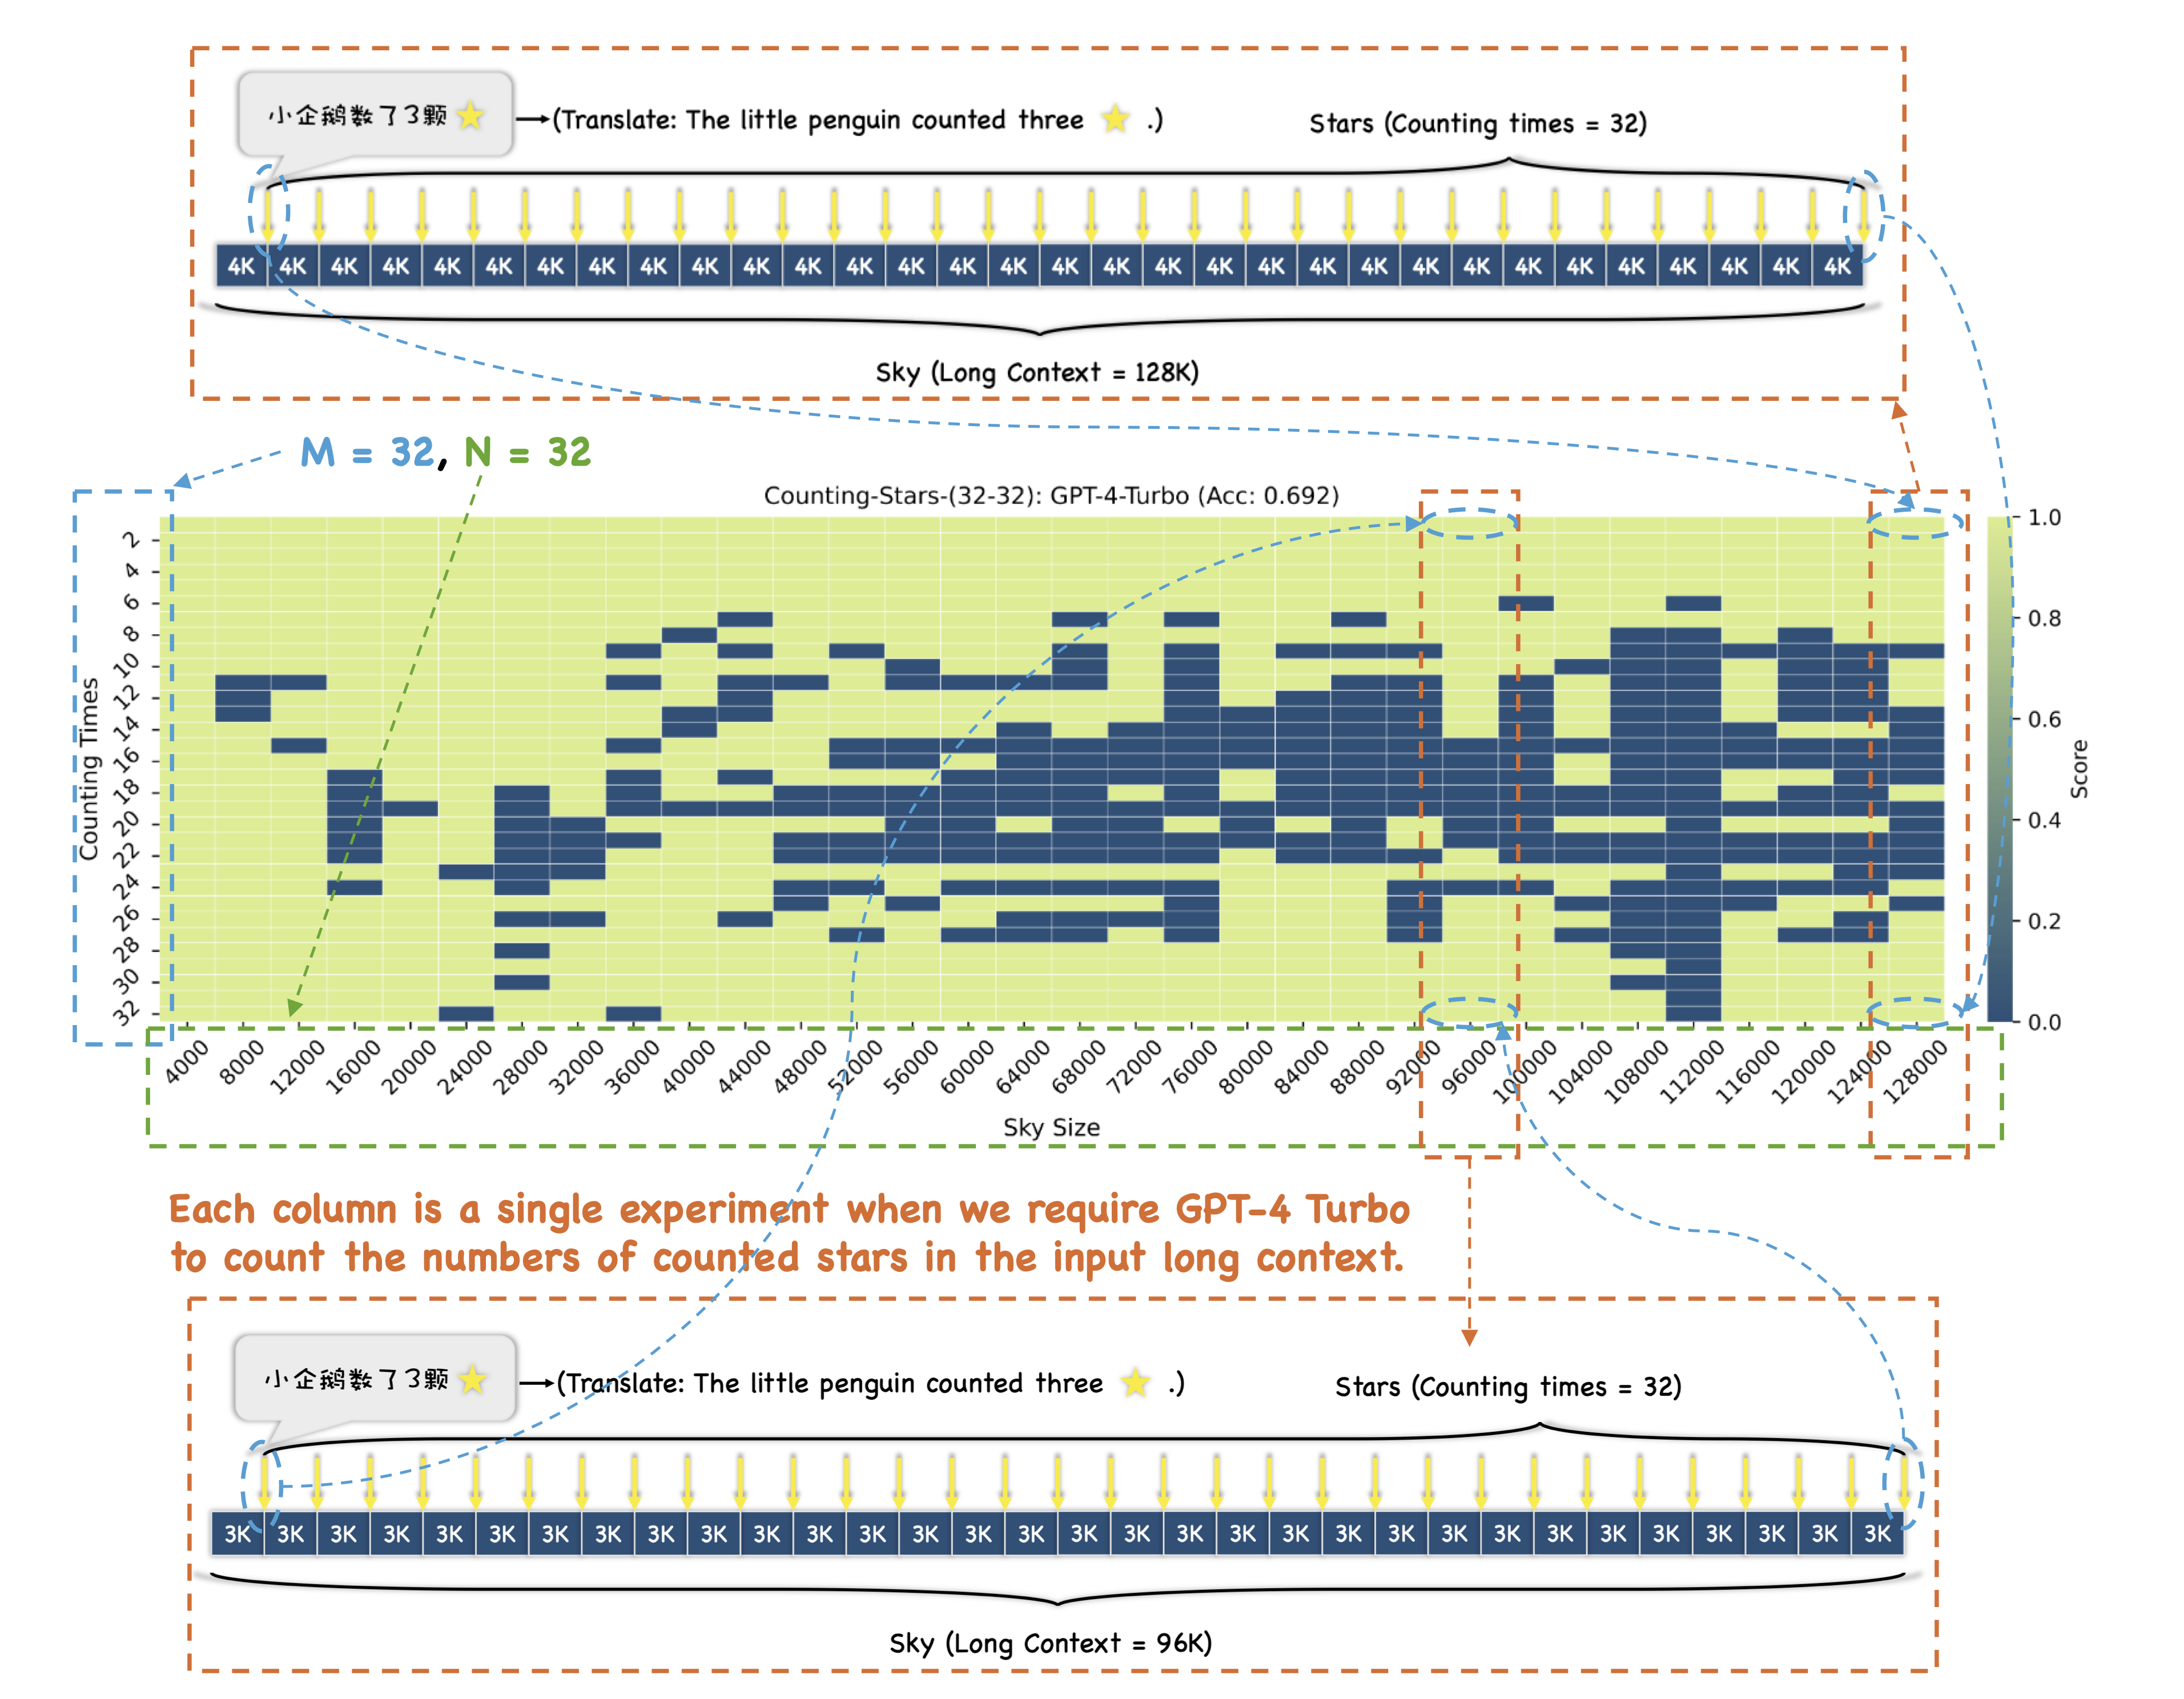 小企鹅数了3颗
(Translate: The little penguin counted three .)
Stars (Counting times = 32)
4K 4K 4K 4K 4K 4K 4K 4K 4K 4K 4K 4K 4K 4K 4K 4K 4K 4K 4K 4K 4K 4K 4K 4K 4K 4K 4K 4K 4K 4K 4K 4K
Sky (Long Context = 128K)
M = 32, N = 32
Counting-Stars-(32-32): GPT-4-Turbo (Acc: 0.692)
Counting Times
2
4
6
8
10
12
14
16
18
20
22
24
26
28
30
32
1.0
0.8
0.6
0.4
0.2
0.0
Score
4000 8000 12000 16000 20000 24000 28000 32000 36000 40000 44000 48000 52000 56000 60000 64000 68000 72000 76000 80000 84000 88000 92000 96000 100000 104000 108000 112000 116000 120000 124000 128000
Sky Size
Each column is a single experiment when we require GPT-4 Turbo
to count the numbers of counted stars in the input long context.
小企鹅数了3颗
(Translate: The little penguin counted three .)
Stars (Counting times = 32)
3K 3K 3K 3K 3K 3K 3K 3K 3K 3K 3K 3K 3K 3K 3K 3K 3K 3K 3K 3K 3K 3K 3K 3K 3K 3K 3K 3K 3K 3K 3K 3K
Sky (Long Context = 96K)